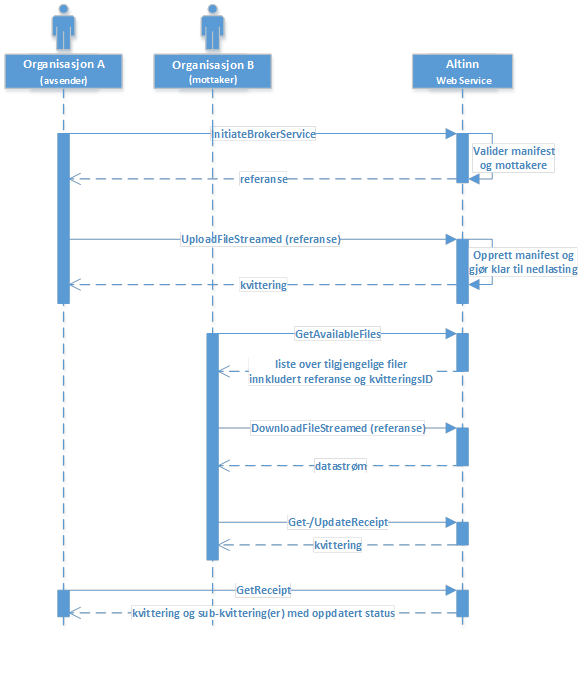 Organisasjon A
(avsender)
Organisasjon B
(mottaker)
Altinn
Web Service
InitiateBrokerService
Valider manifest
og mottakere
referanse
UploadFileStreamed (referanse)
Opprett manifest og
gjør klar til nedlasting
kvittering
GetAvailableFiles
liste over tilgjengelige filer
innkludert referanse og kvitteringsID
DownloadFileStreamed (referanse)
datastrøm
Get-/UpdateReceipt
kvittering
GetReceipt
kvittering og sub-kvittering(er) med oppdatert status